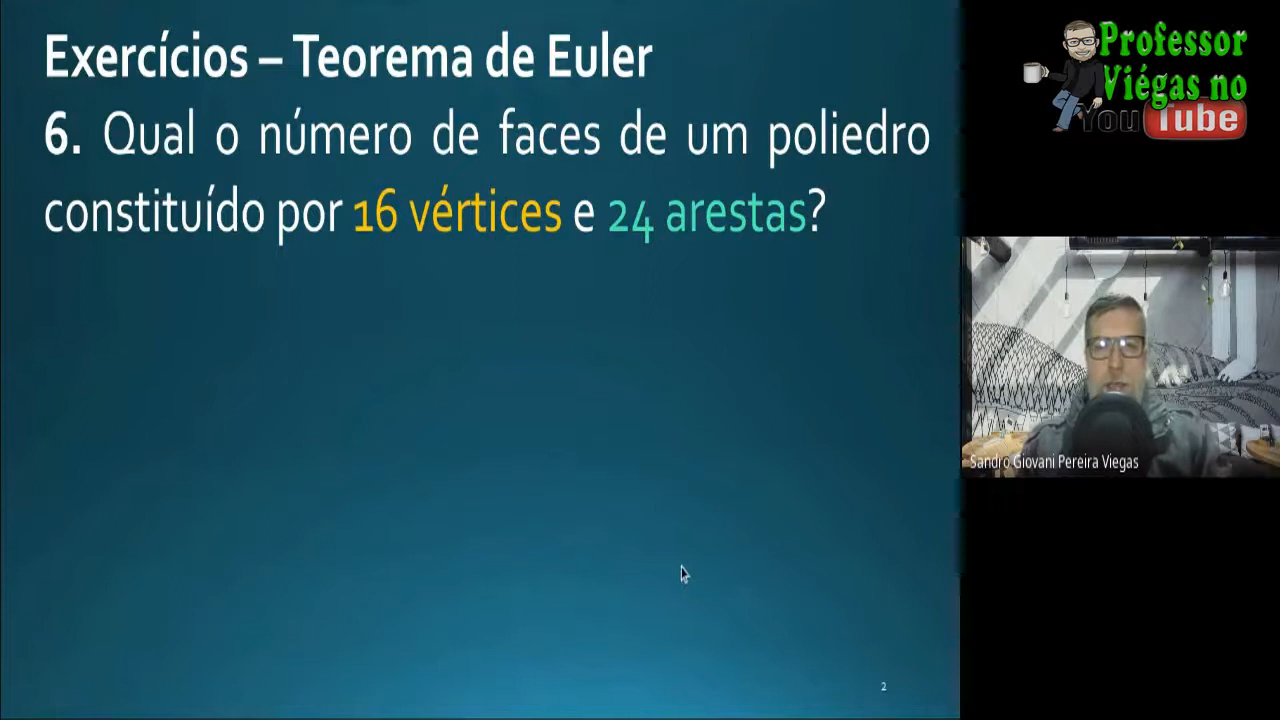 Exercícios – Teorema de Euler
6. Qual o número de faces de um poliedro
constituído por 16 vértices e 24 arestas?
2
Professor
Viégas no
YouTube
Sandro Giovani Pereira Viegas